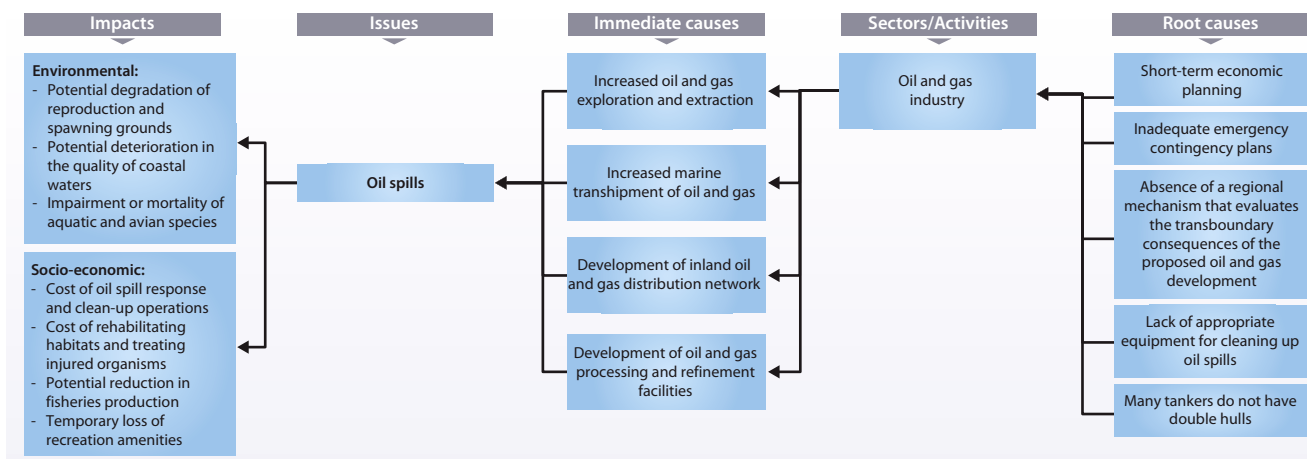 Impacts
Issues
Immediate causes
Sectors/Activities
Root causes
Environmental:
- Potential degradation of
reproduction and
spawning grounds
- Potential deterioration in
the quality of coastal
waters
- Impairment or mortality of
aquatic and avian species
Socio-economic:
- Cost of oil spill response
and clean-up operations
- Cost of rehabilitating
habitats and treating
injured organisms
- Potential reduction in
fisheries production
- Temporary loss of
recreation amenities
Oil spills
Increased oil and gas
exploration and extraction
Increased marine
transhipment of oil and gas
Development of inland oil
and gas distribution network
Development of oil and gas
processing and refinement
facilities
Oil and gas
industry
Short-term economic
planning
Inadequate emergency
contingency plans
Absence of a regional
mechanism that evaluates
the transboundary
consequences of the
proposed oil and gas
development
Lack of appropriate
equipment for cleaning up
oil spills
Many tankers do not have
double hulls